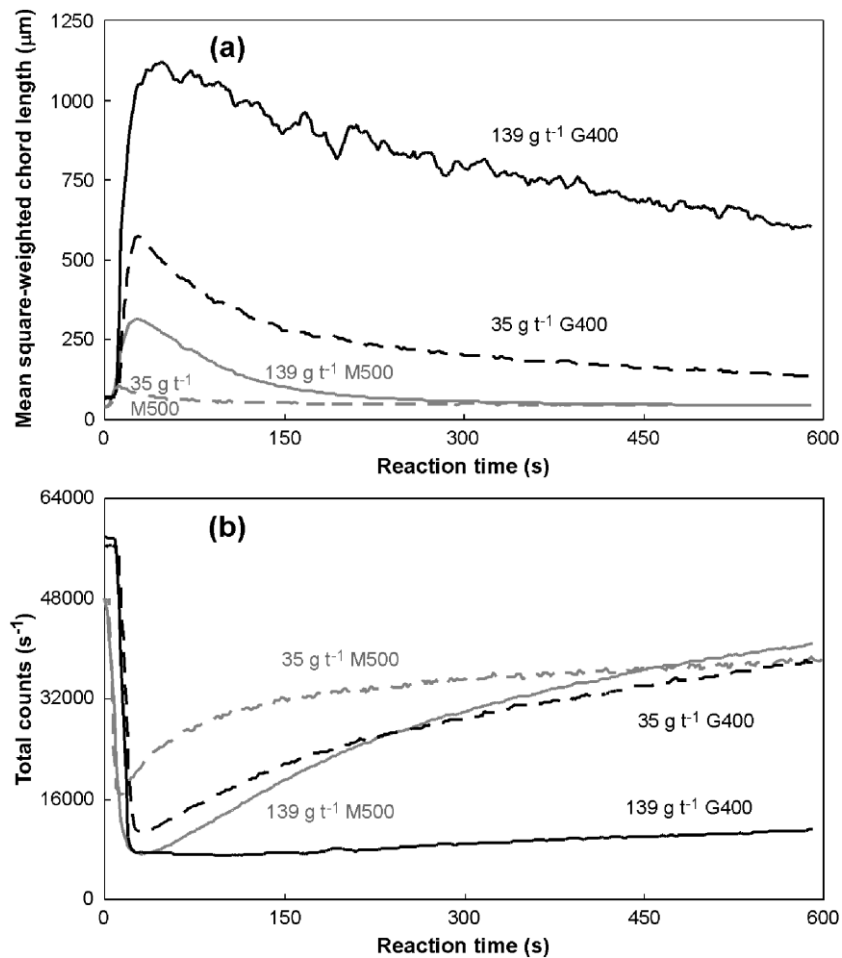 (a)
Mean square-weighted chord length (μm)
1250
1000
750
500
250
0
139 g t⁻¹ G400
35 g t⁻¹ G400
139 g t⁻¹ M500
35 g t⁻¹
M500
0 150 300 450 600
Reaction time (s)
(b)
Total counts (s⁻¹)
64000
48000
32000
16000
0
35 g t⁻¹ M500
35 g t⁻¹ G400
139 g t⁻¹ M500
139 g t⁻¹ G400
0 150 300 450 600
Reaction time (s)